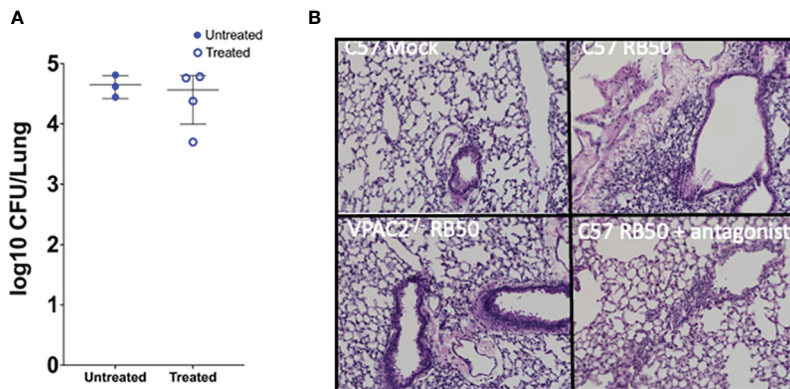 A
Untreated
Treated
log10 CFU/Lung
5
4
3
2
1
0
Untreated
Treated
B
C57 Mock
C57 RB50
VPAC2-/- RB50
C57 RB50 + antagonist